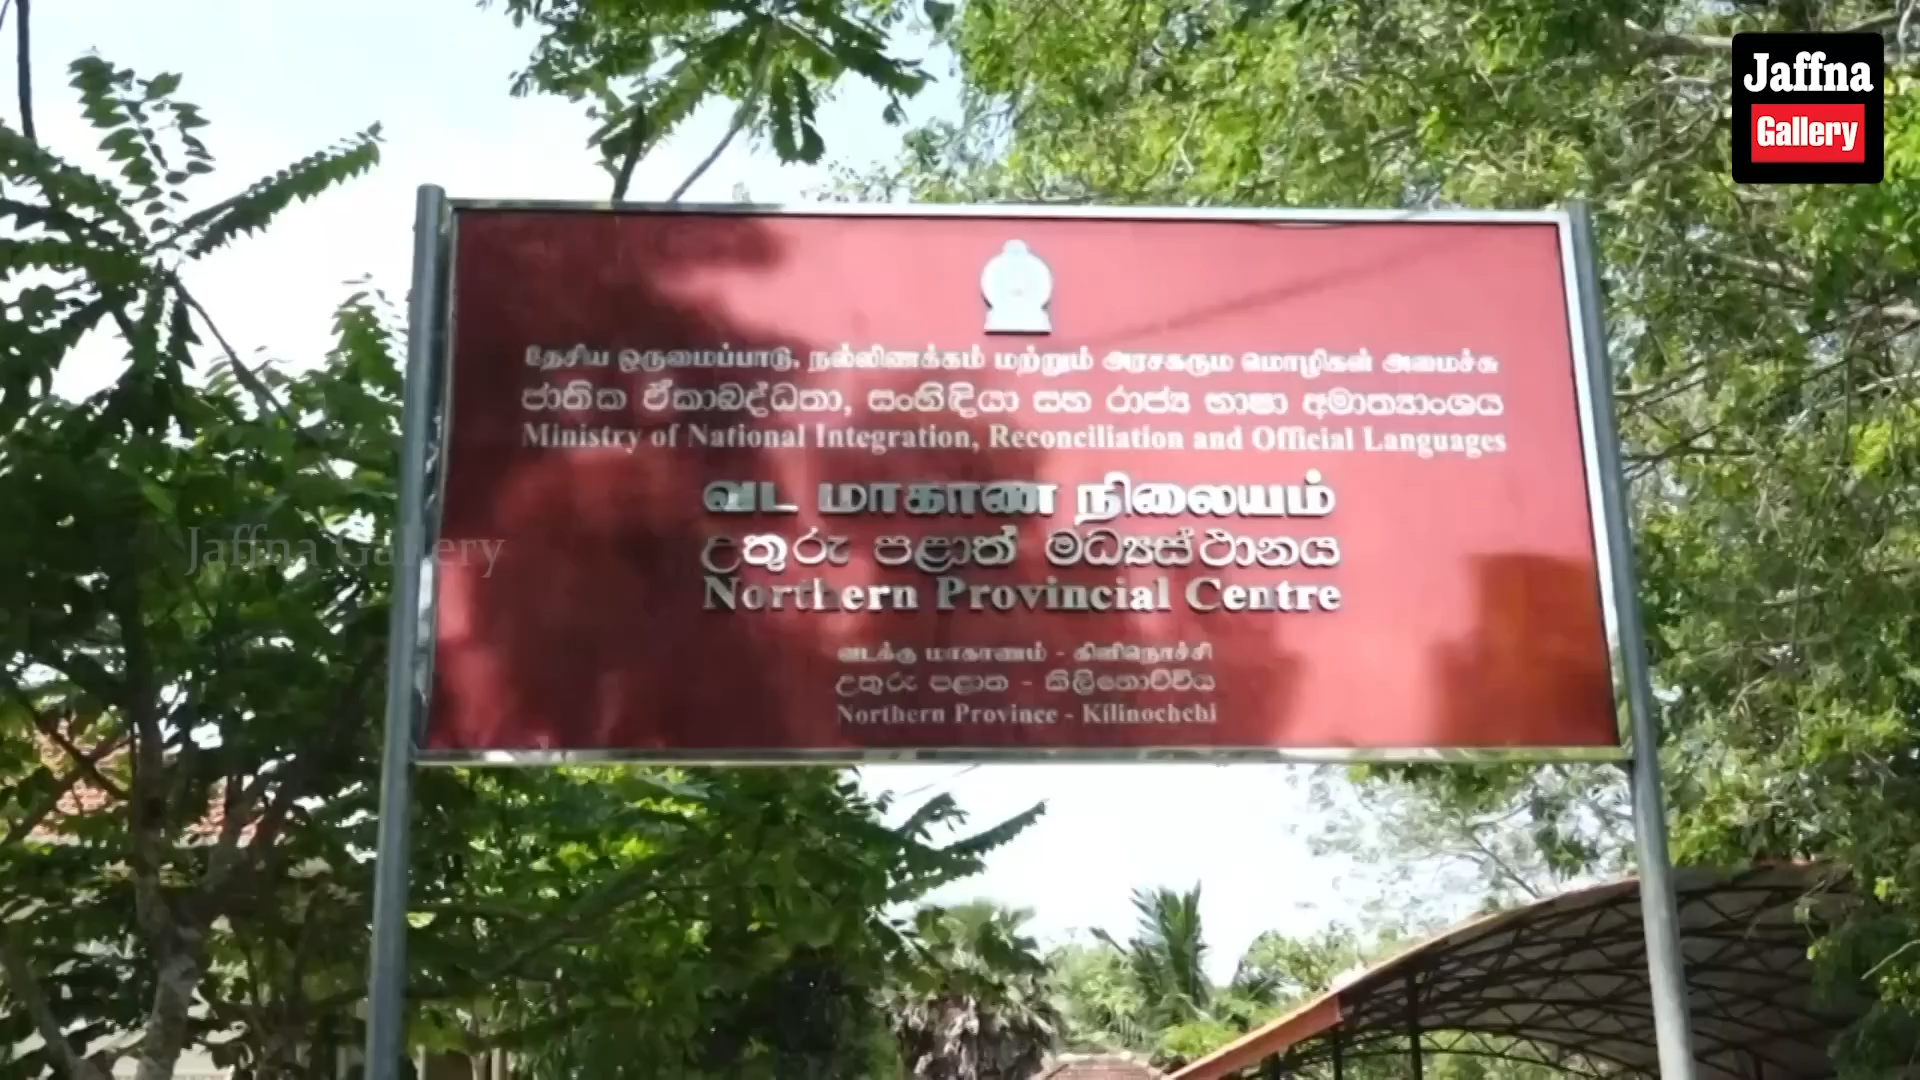 Jaffna
Gallery
தேசிய ஒருமைப்பாடு, நல்லிணக்கம் மற்றும் அரசகரும மொழிகள் அமைச்சு
ජාතික ඒකාබද්ධතා, සංහිඳියා සහ රාජ්‍ය භාෂා අමාත්‍යාංශය
Ministry of National Integration, Reconciliation and Official Languages
வட மாகாண நிலையம்
උතුරු පළාත් මධ්‍යස්ථානය
Jaffna Gallery
Northern Provincial Centre
வடக்கு மாகாணம் - கிளிநொச்சி
උතුරු පළාත - කිලිනොච්චිය
Northern Province - Kilinochchi